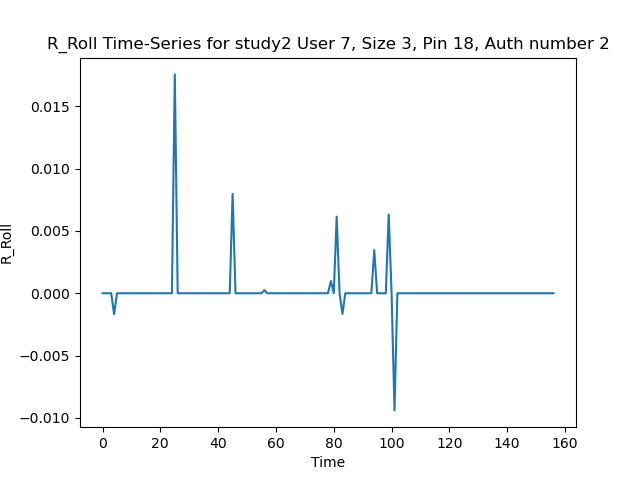 R_Roll Time-Series for study2 User 7, Size 3, Pin 18, Auth number 2
0.015
0.010
0.005
0.000
−0.005
−0.010
R_Roll
0 20 40 60 80 100 120 140 160
Time